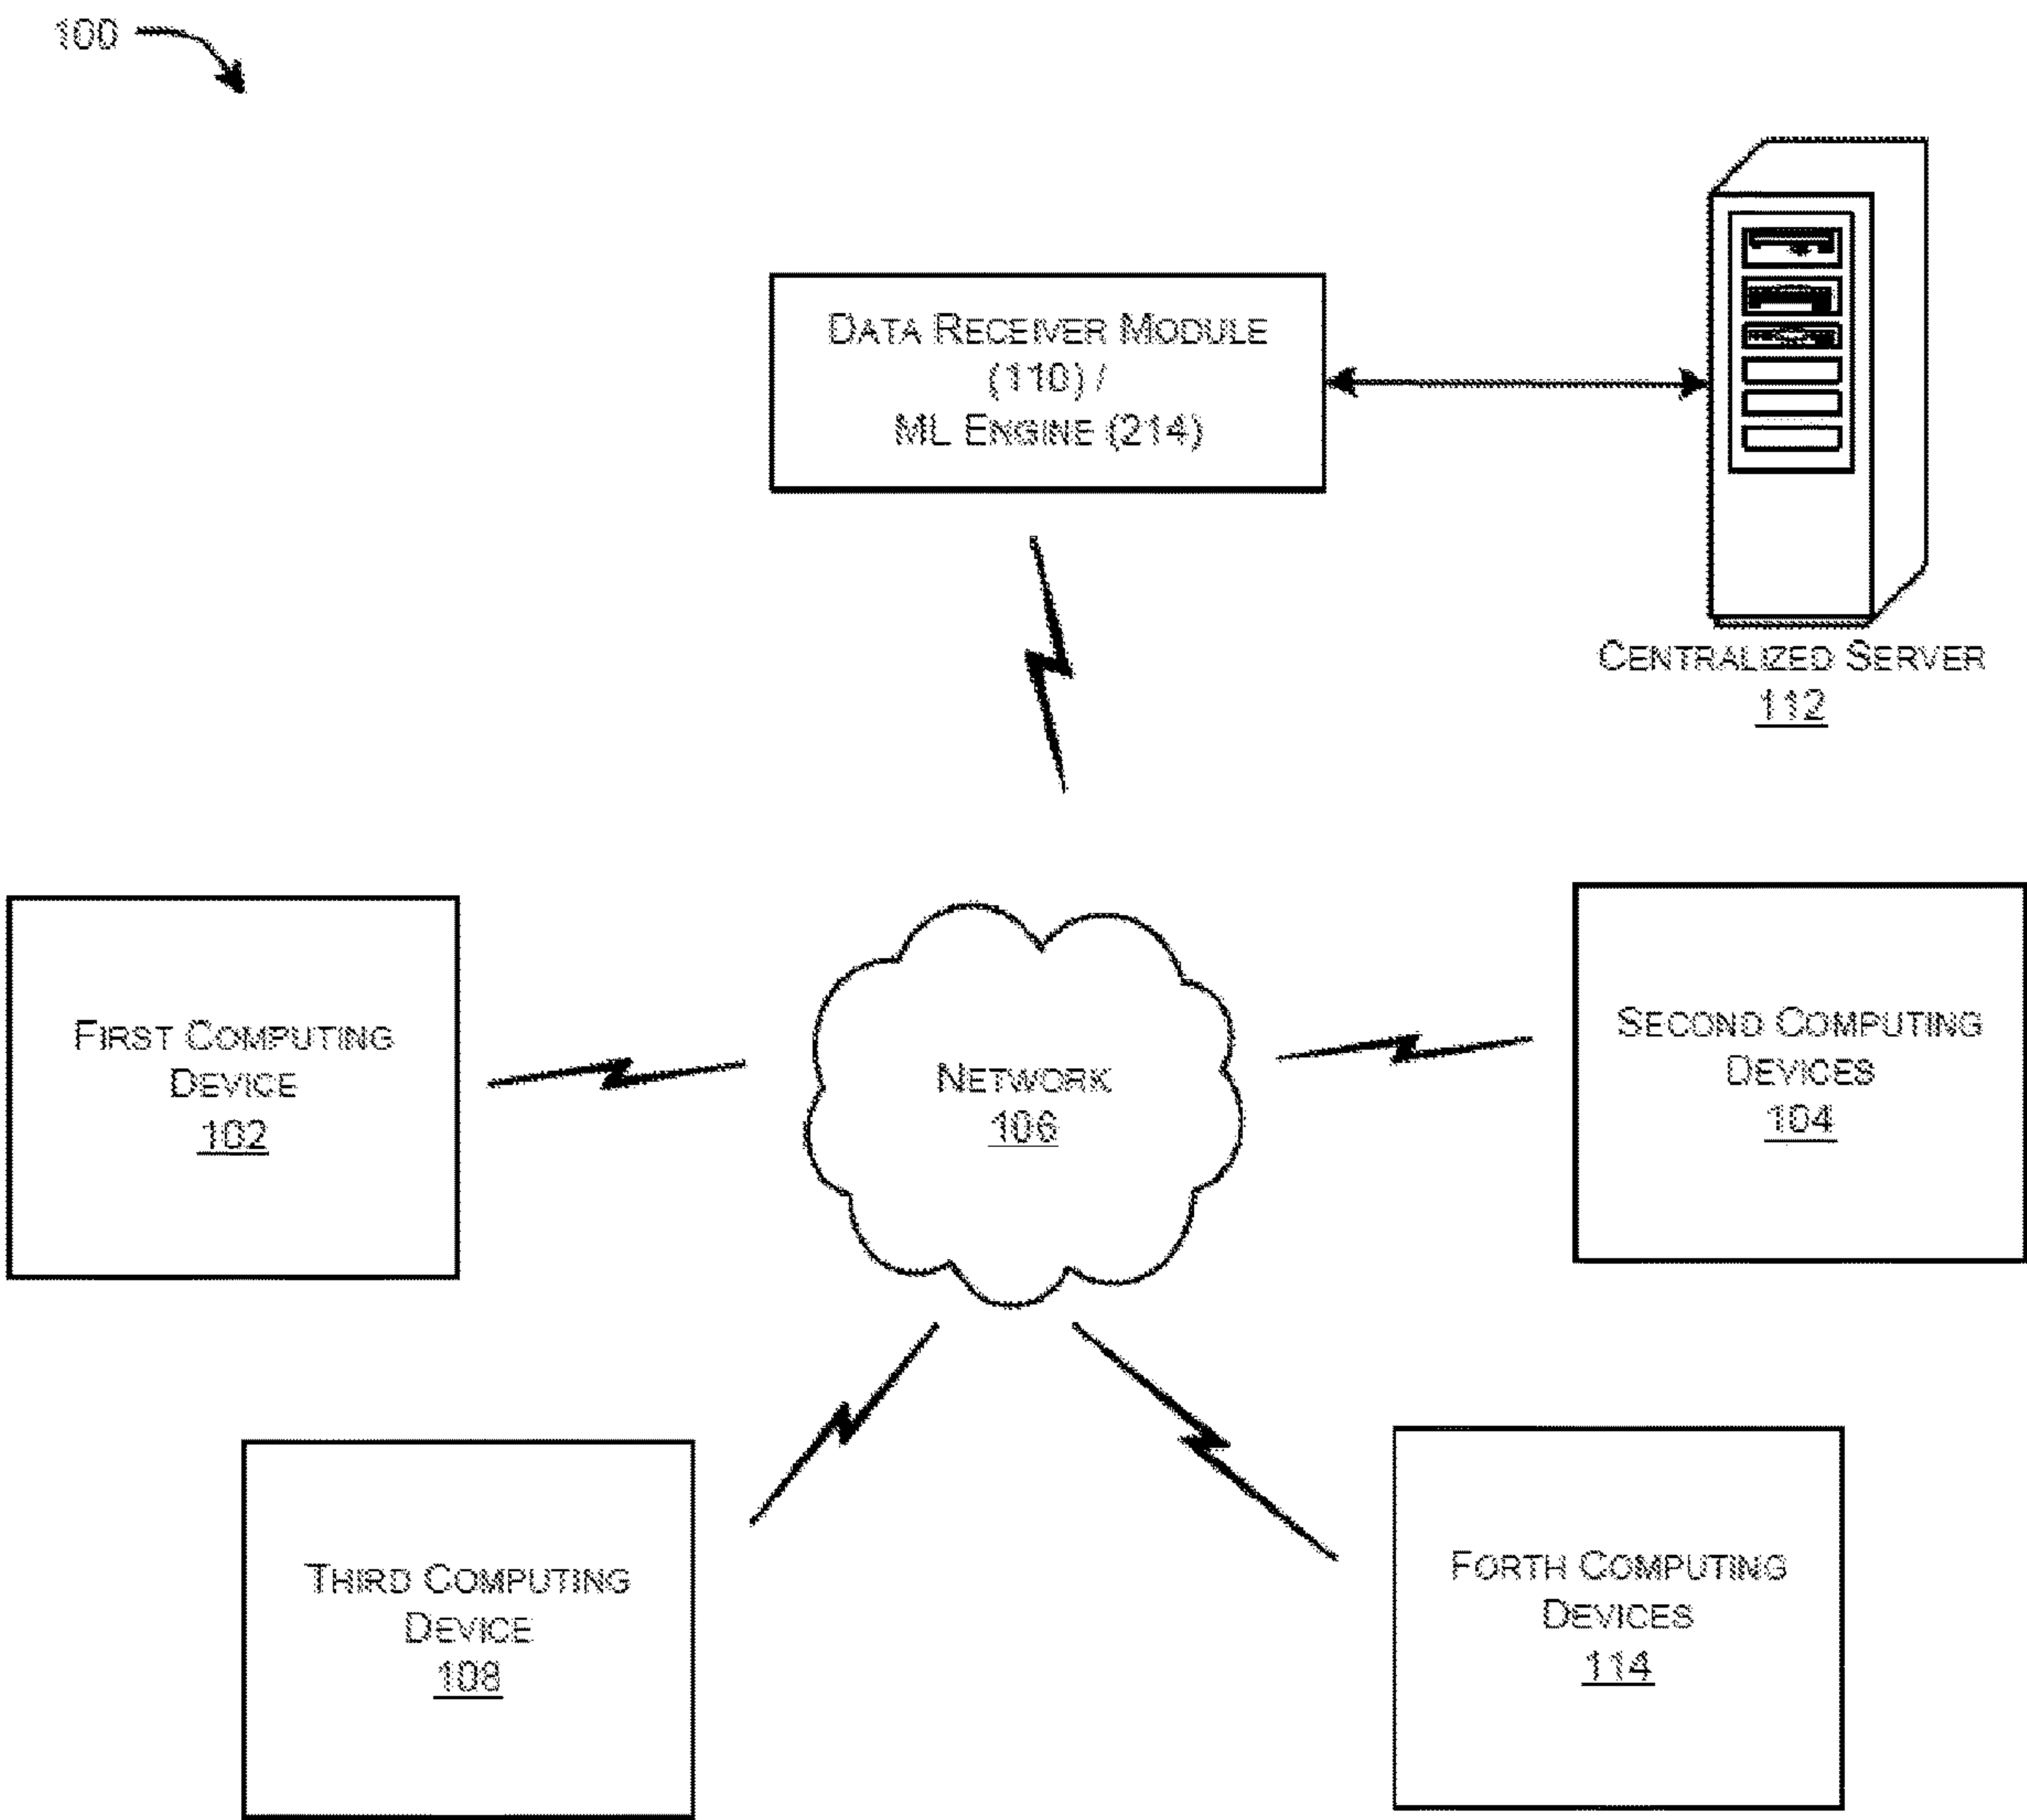 100
DATA RECEIVER MODULE
(110) /
ML ENGINE (214)
CENTRALIZED SERVER
112
FIRST COMPUTING
DEVICE
102
NETWORK
106
SECOND COMPUTING
DEVICES
104
THIRD COMPUTING
DEVICE
108
FORTH COMPUTING
DEVICES
114